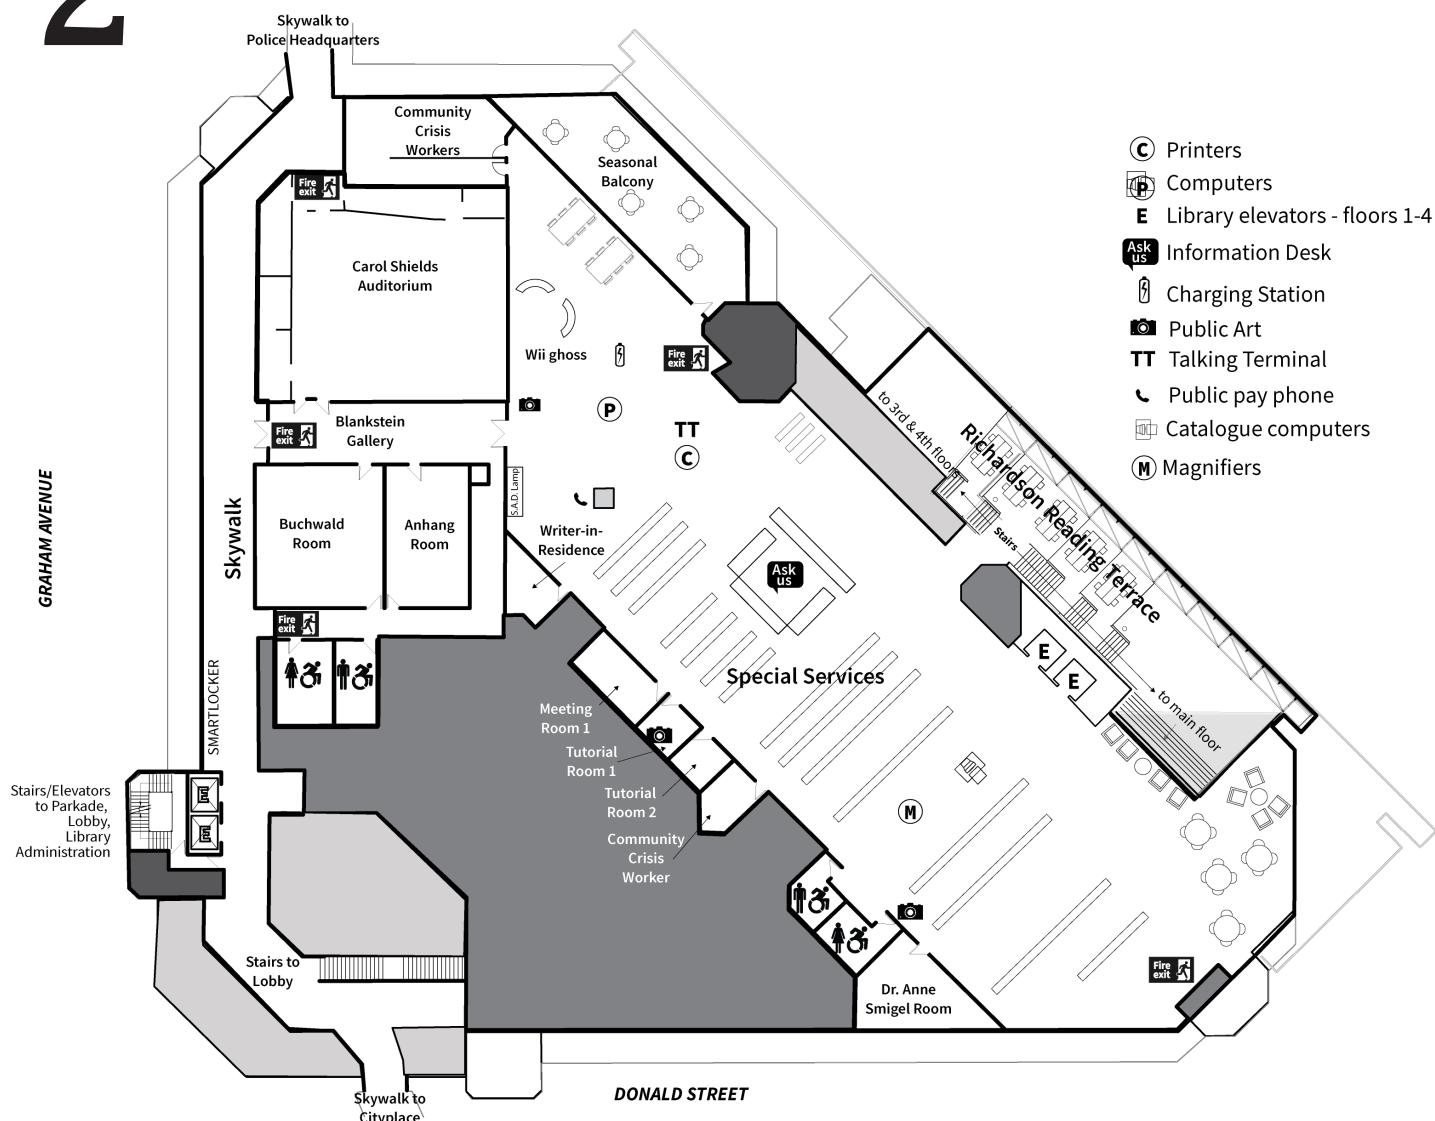 2
Skywalk to
Police Headquarters
Community
Crisis
Workers
Seasonal
Balcony
Fire
exit
Carol Shields
Auditorium
Wii ghoss
Fire
exit
P
Blankstein
Gallery
Fire
exit
TT
C
to 3rd & 4th floors
Richardson Reading Terrace
Stairs
S.A.D. Lamp
Buchwald
Room
Anhang
Room
Writer-in-
Residence
Ask
us
GRAHAM AVENUE
Skywalk
Fire
exit
E
E
Special Services
SMARTLOCKER
Meeting
Room 1
Tutorial
Room 1
Tutorial
Room 2
Community
Crisis
Worker
to main floor
M
Stairs/Elevators
to Parkade,
Lobby,
Library
Administration
E
E
Stairs to
Lobby
Dr. Anne
Smigel Room
Fire
exit
Skywalk to
Cityplace
DONALD STREET
C Printers
P Computers
E Library elevators - floors 1-4
Ask
us Information Desk
Charging Station
Public Art
TT Talking Terminal
Public pay phone
Catalogue computers
M Magnifiers